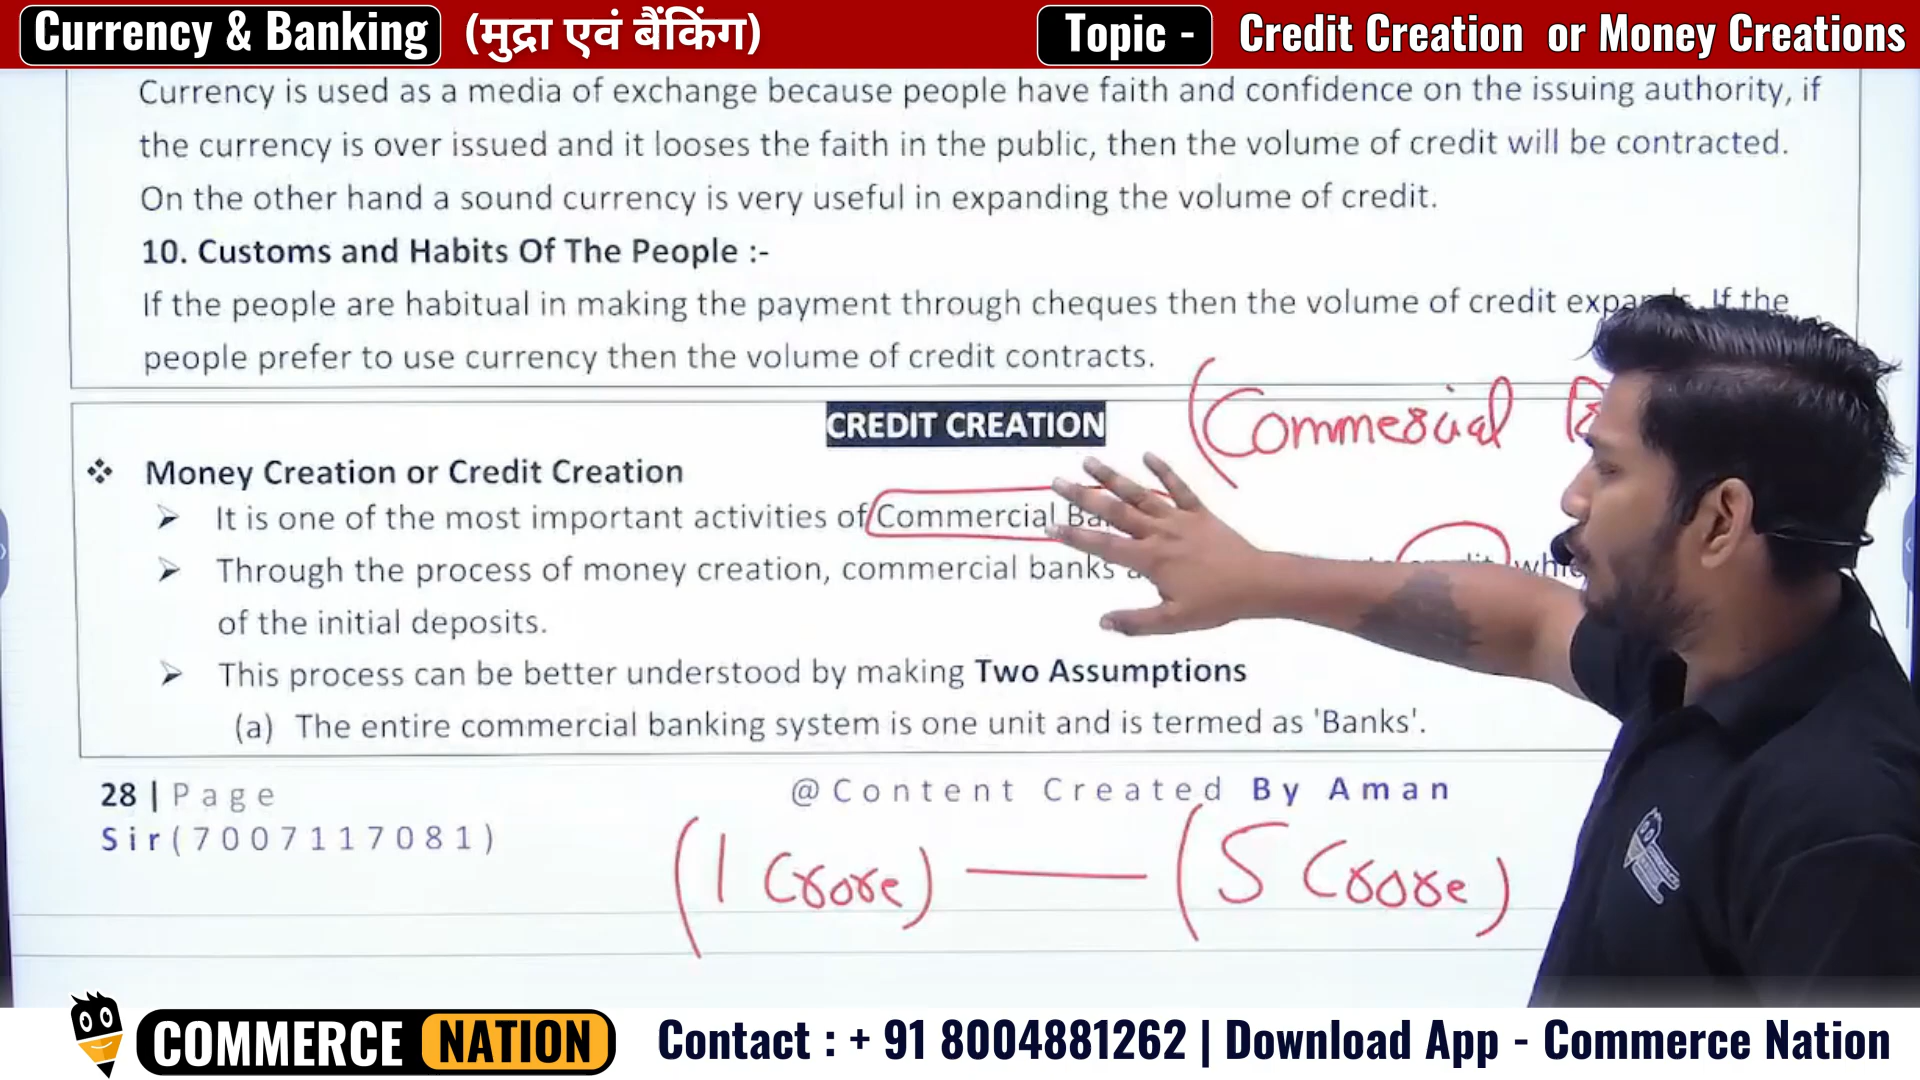 Currency & Banking (मुद्रा एवं बैंकिंग) Topic - Credit Creation or Money Creations
Currency is used as a media of exchange because people have faith and confidence on the issuing authority, if
the currency is over issued and it looses the faith in the public, then the volume of credit will be contracted.
On the other hand a sound currency is very useful in expanding the volume of credit.
10. Customs and Habits Of The People :-
If the people are habitual in making the payment through cheques then the volume of credit expands. If the
people prefer to use currency then the volume of credit contracts.
CREDIT CREATION (Commercial
❖ Money Creation or Credit Creation
➤ It is one of the most important activities of Commercial
➤ Through the process of money creation, commercial banks
of the initial deposits.
➤ This process can be better understood by making Two Assumptions
(a) The entire commercial banking system is one unit and is termed as 'Banks'.
28 | Page @Content Created By Aman
Sir(7007117081)
(1 Crore) — (5 Crore)
COMMERCE NATION Contact : + 91 8004881262 | Download App - Commerce Nation